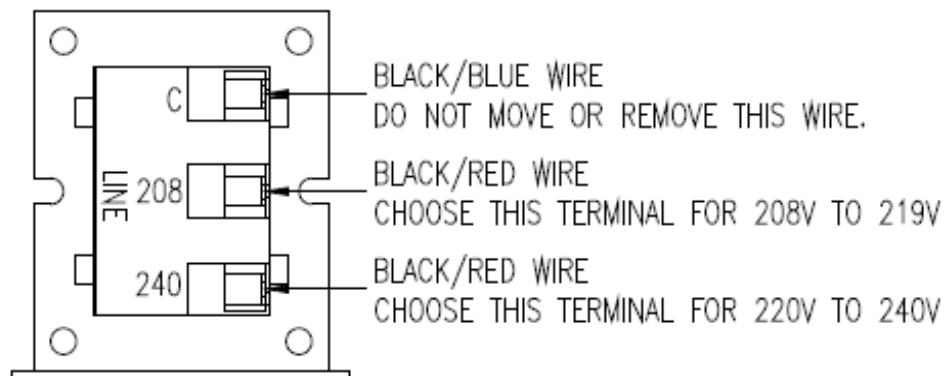 C
BLACK/BLUE WIRE
DO NOT MOVE OR REMOVE THIS WIRE.
LINE
208
BLACK/RED WIRE
CHOOSE THIS TERMINAL FOR 208V TO 219V
240
BLACK/RED WIRE
CHOOSE THIS TERMINAL FOR 220V TO 240V